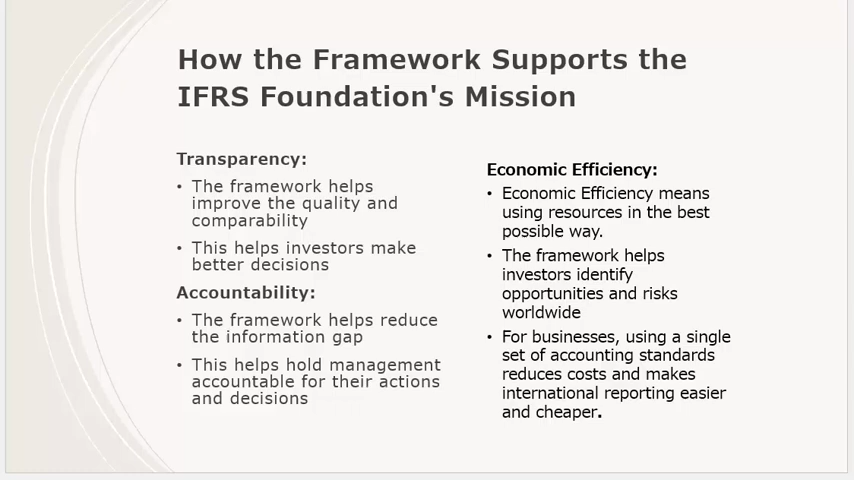 How the Framework Supports the
IFRS Foundation's Mission
Transparency:
• The framework helps
improve the quality and
comparability
• This helps investors make
better decisions
Accountability:
• The framework helps reduce
the information gap
• This helps hold management
accountable for their actions
and decisions
Economic Efficiency:
• Economic Efficiency means
using resources in the best
possible way.
• The framework helps
investors identify
opportunities and risks
worldwide
• For businesses, using a single
set of accounting standards
reduces costs and makes
international reporting easier
and cheaper.